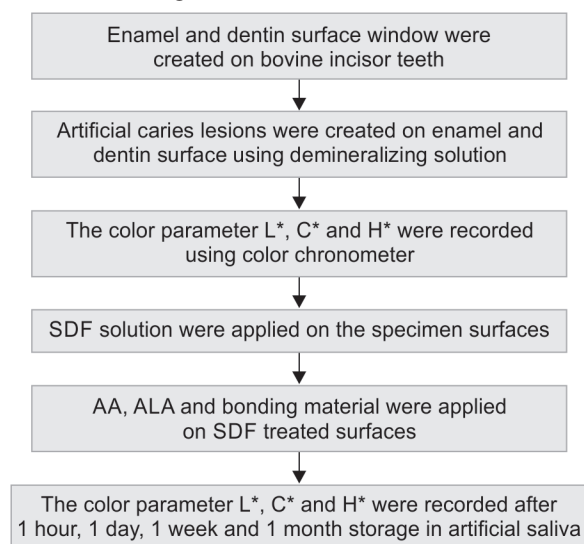 Enamel and dentin surface window were
created on bovine incisor teeth
Artificial caries lesions were created on enamel and
dentin surface using demineralizing solution
The color parameter L*, C* and H* were recorded
using color chronometer
SDF solution were applied on the specimen surfaces
AA, ALA and bonding material were applied
on SDF treated surfaces
The color parameter L*, C* and H* were recorded after
1 hour, 1 day, 1 week and 1 month storage in artificial saliva